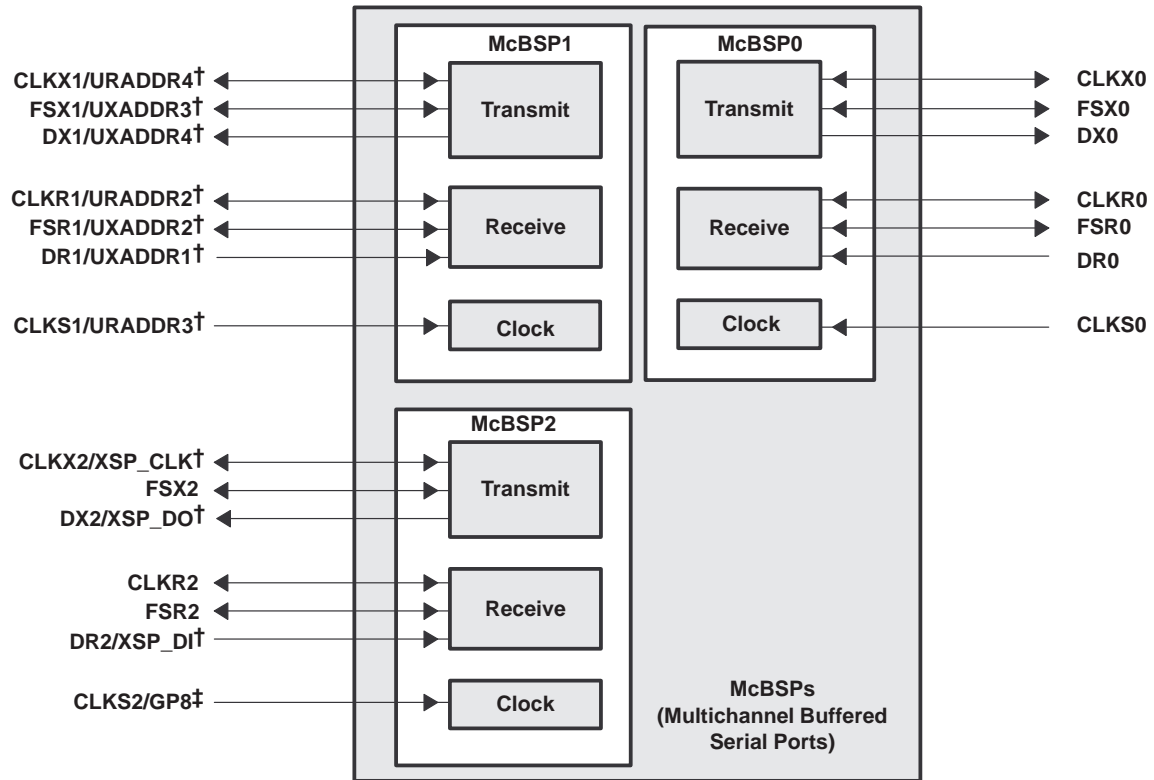 McBSP1
CLKX1/URADDR4†
FSX1/UXADDR3†
DX1/UXADDR4†
Transmit
CLKR1/URADDR2†
FSR1/UXADDR2†
DR1/UXADDR1†
Receive
CLKS1/URADDR3†
Clock
McBSP0
Transmit
CLKX0
FSX0
DX0
Receive
CLKR0
FSR0
DR0
Clock
CLKS0
McBSP2
CLKX2/XSP_CLK†
FSX2
DX2/XSP_DO†
Transmit
CLKR2
FSR2
DR2/XSP_DI†
Receive
CLKS2/GP8‡
Clock
McBSPs
(Multichannel Buffered
Serial Ports)